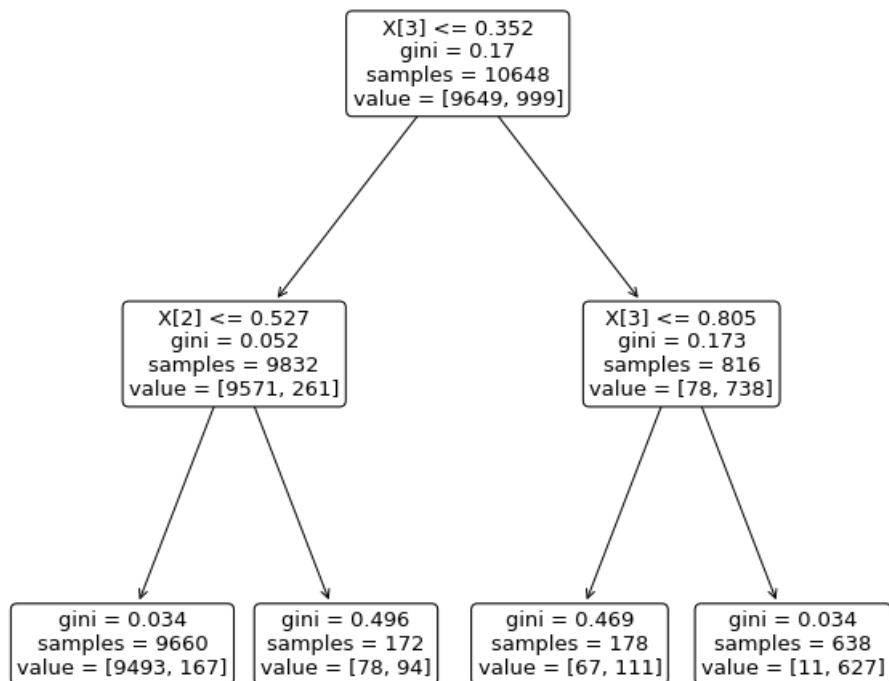 X[3] <= 0.352
gini = 0.17
samples = 10648
value = [9649, 999]
X[2] <= 0.527
gini = 0.052
samples = 9832
value = [9571, 261]
X[3] <= 0.805
gini = 0.173
samples = 816
value = [78, 738]
gini = 0.034
samples = 9660
value = [9493, 167]
gini = 0.496
samples = 172
value = [78, 94]
gini = 0.469
samples = 178
value = [67, 111]
gini = 0.034
samples = 638
value = [11, 627]